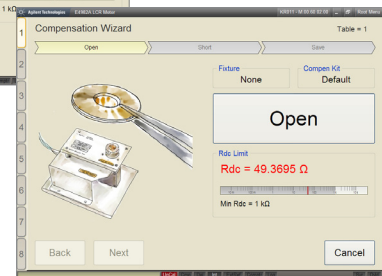 1 kΩ
Agilent Technologies E4982A LCR Meter
Root Menu
Compensation Wizard
Table = 1
Open
Short
Save
1
2
3
4
5
6
7
8
Fixture
None
Compen Kit
Default
Open
Rdc Limit
Rdc = 49.3695 Ω
Min Rdc = 1 kΩ
Back
Next
Cancel